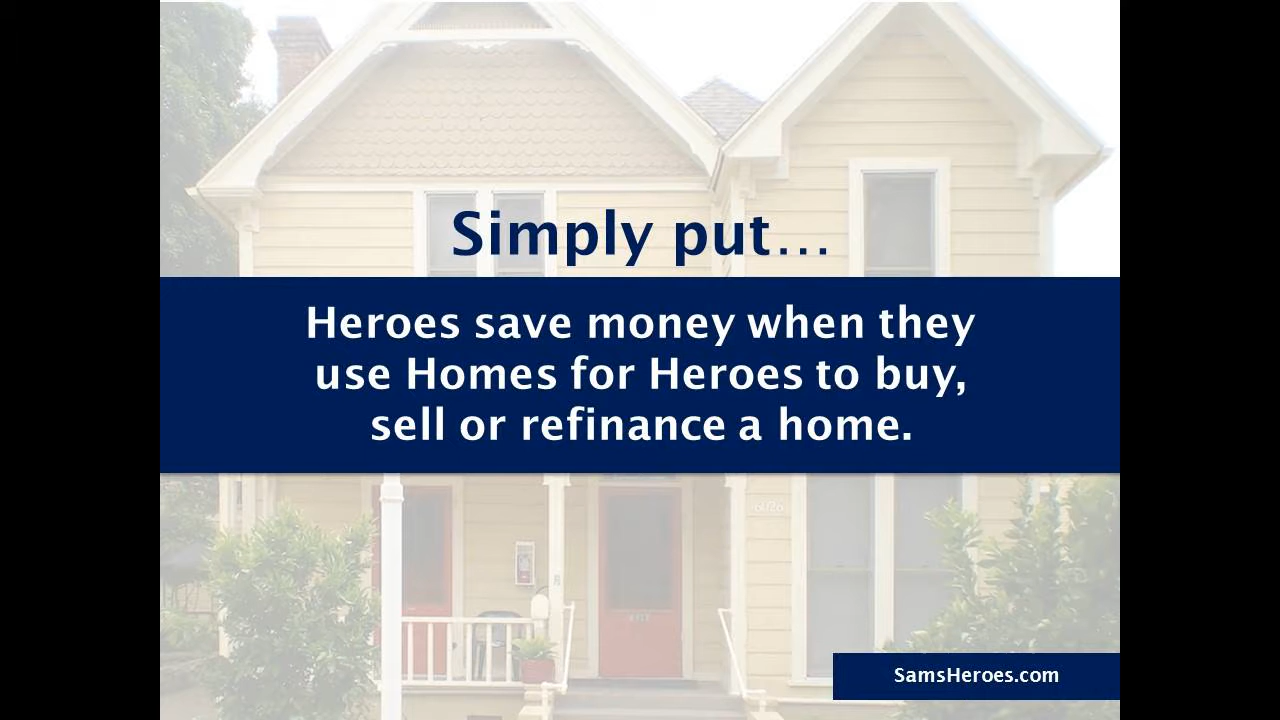 Simply put...
Heroes save money when they
use Homes for Heroes to buy,
sell or refinance a home.
6026
SamsHeroes.com